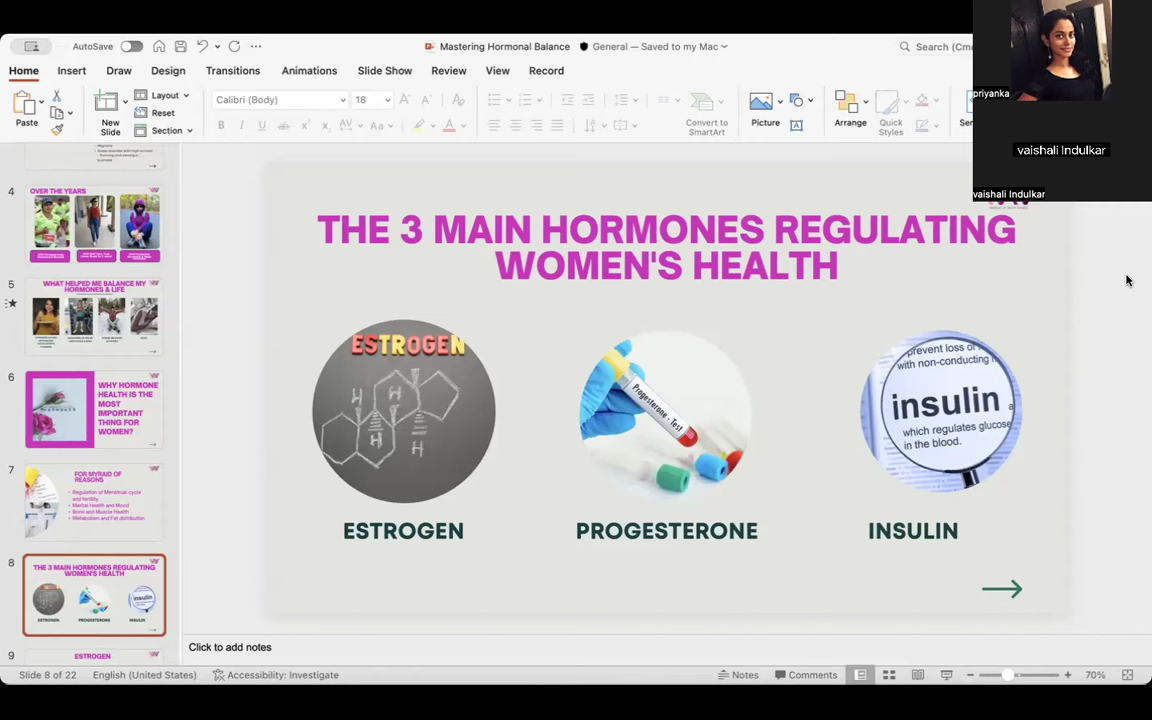 AutoSave
Mastering Hormonal Balance
General — Saved to my Mac
Search (Cmd
Home
Insert
Draw
Design
Transitions
Animations
Slide Show
Review
View
Record
Paste
New
Slide
Layout
Reset
Section
Calibri (Body)
18
Convert to
SmartArt
Picture
Arrange
Quick
Styles
priyanka
vaishali Indulkar
vaishali Indulkar
4
OVER THE YEARS
5
WHAT HELPED ME BALANCE MY
HORMONES & LIFE
6
WHY HORMONE
HEALTH IS THE
MOST
IMPORTANT
THING FOR
WOMEN?
7
FOR MYRAID OF
REASONS
Regulation of Menstrual cycle
and fertility.
Mental Health and Mood
Bone and Muscle Health
Metabolism and Fat distribution
8
THE 3 MAIN HORMONES REGULATING
WOMEN'S HEALTH
ESTROGEN
PROGESTERONE
INSULIN
9
ESTROGEN
THE 3 MAIN HORMONES REGULATING
WOMEN'S HEALTH
ESTROGEN
H
H
H
H
Progesterone - Test
prevent loss of
with non-conducting
insulin
which regulates glucose
in the blood.
ESTROGEN
PROGESTERONE
INSULIN
Click to add notes
Slide 8 of 22
English (United States)
Accessibility: Investigate
Notes
Comments
70%